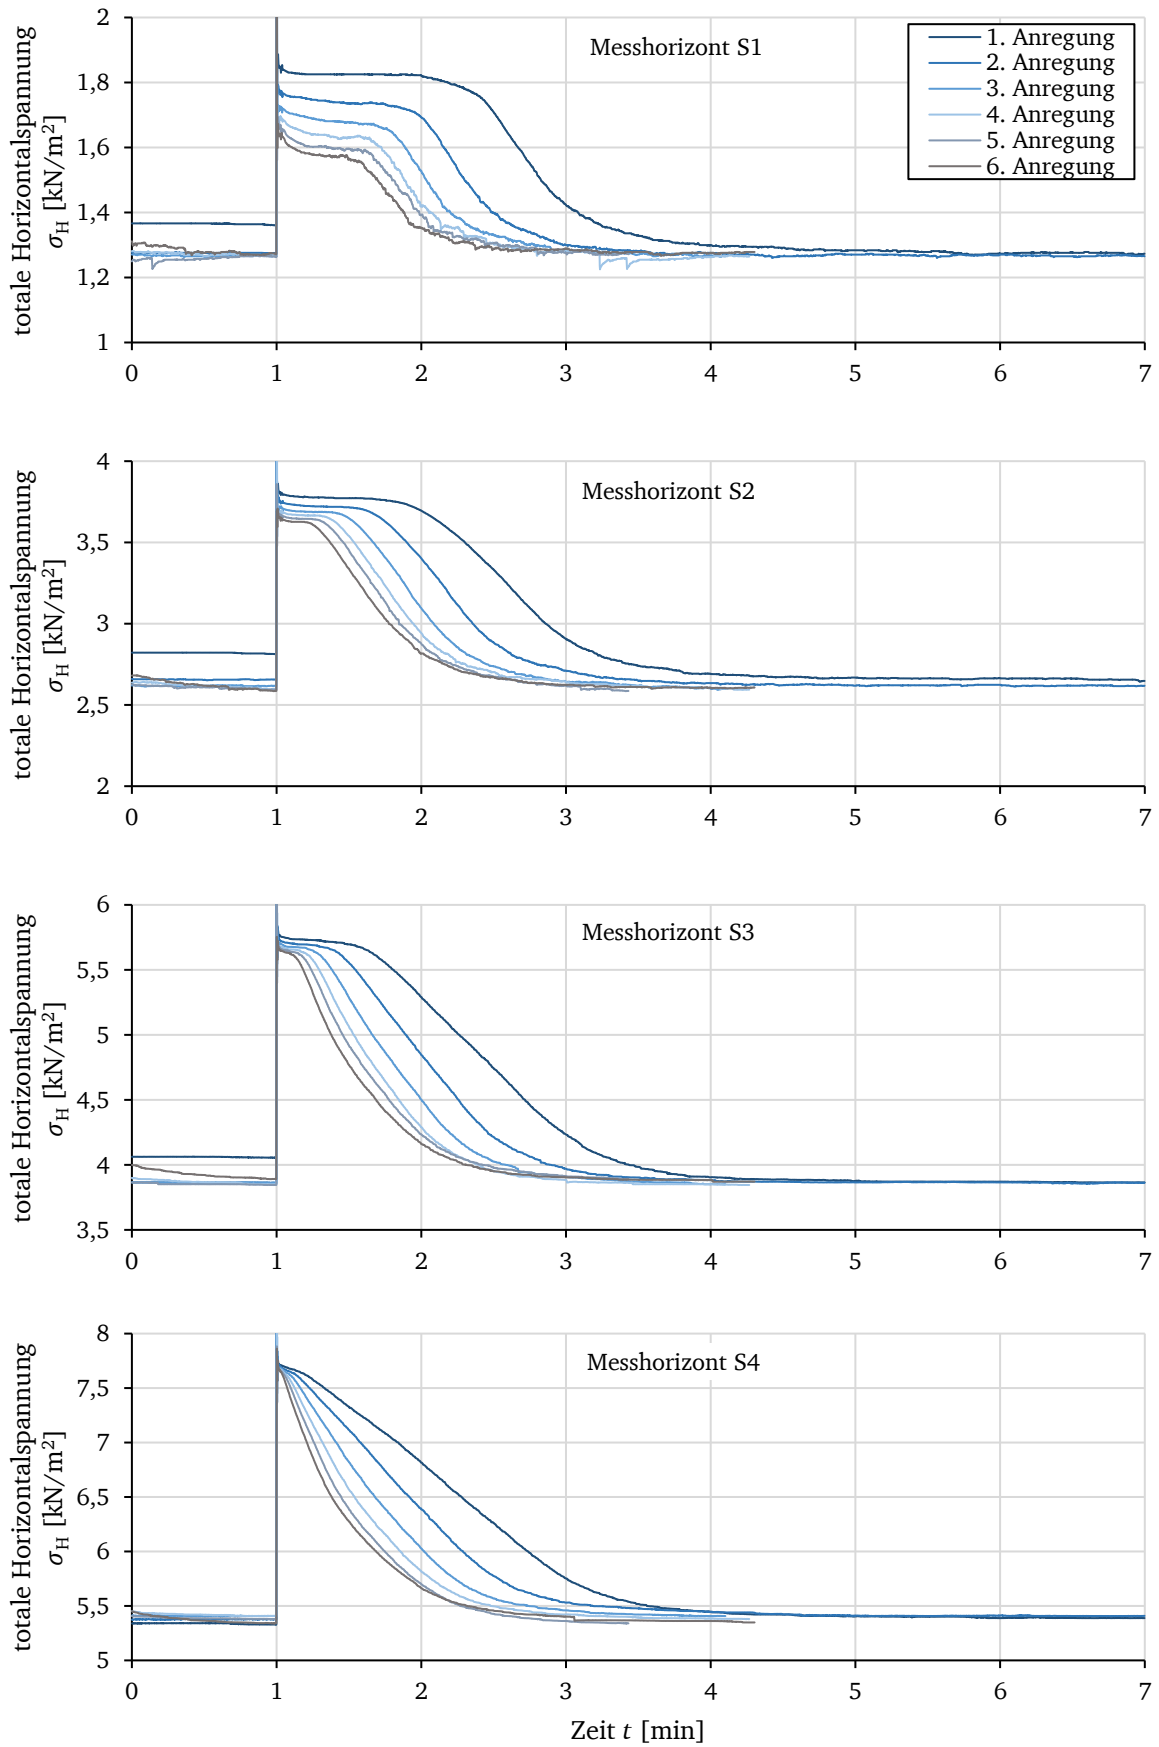 totale Horizontalspannung
σH [kN/m²]
2
1,8
1,6
1,4
1,2
1
0 1 2 3 4 5 6 7
Messhorizont S1
1. Anregung
2. Anregung
3. Anregung
4. Anregung
5. Anregung
6. Anregung
totale Horizontalspannung
σH [kN/m²]
4
3,5
3
2,5
2
0 1 2 3 4 5 6 7
Messhorizont S2
totale Horizontalspannung
σH [kN/m²]
6
5,5
5
4,5
4
3,5
0 1 2 3 4 5 6 7
Messhorizont S3
totale Horizontalspannung
σH [kN/m²]
8
7,5
7
6,5
6
5,5
5
0 1 2 3 4 5 6 7
Messhorizont S4
Zeit t [min]